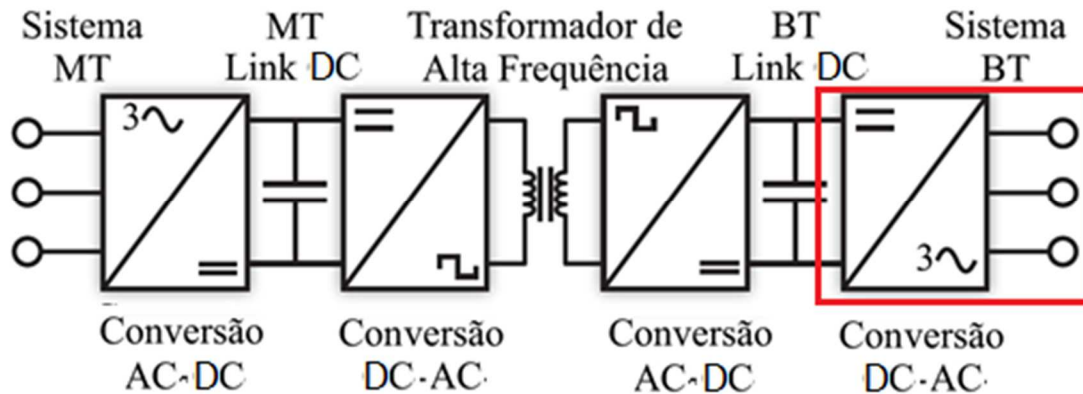 Sistema
MT
MT
Link DC
Transformador de
Alta Frequência
BT
Link DC
Sistema
BT
3
3
Conversão
AC-DC
Conversão
DC-AC
Conversão
AC-DC
Conversão
DC-AC